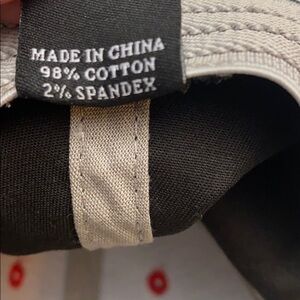 MADE IN CHINA
98% COTTON
2% SPANDEX